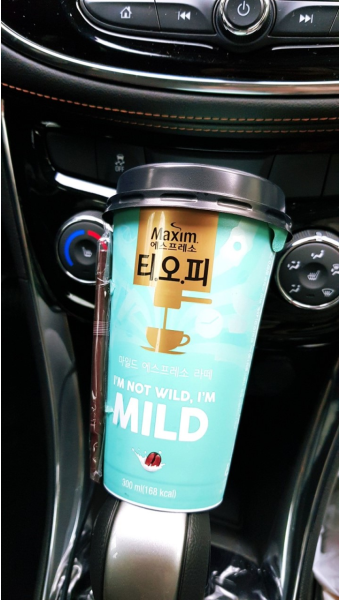 Maxim
에스프레소
티.오.피
마일드 에스프레소 라떼
I'M NOT WILD, I'M
MILD
300 ml(168 kcal)